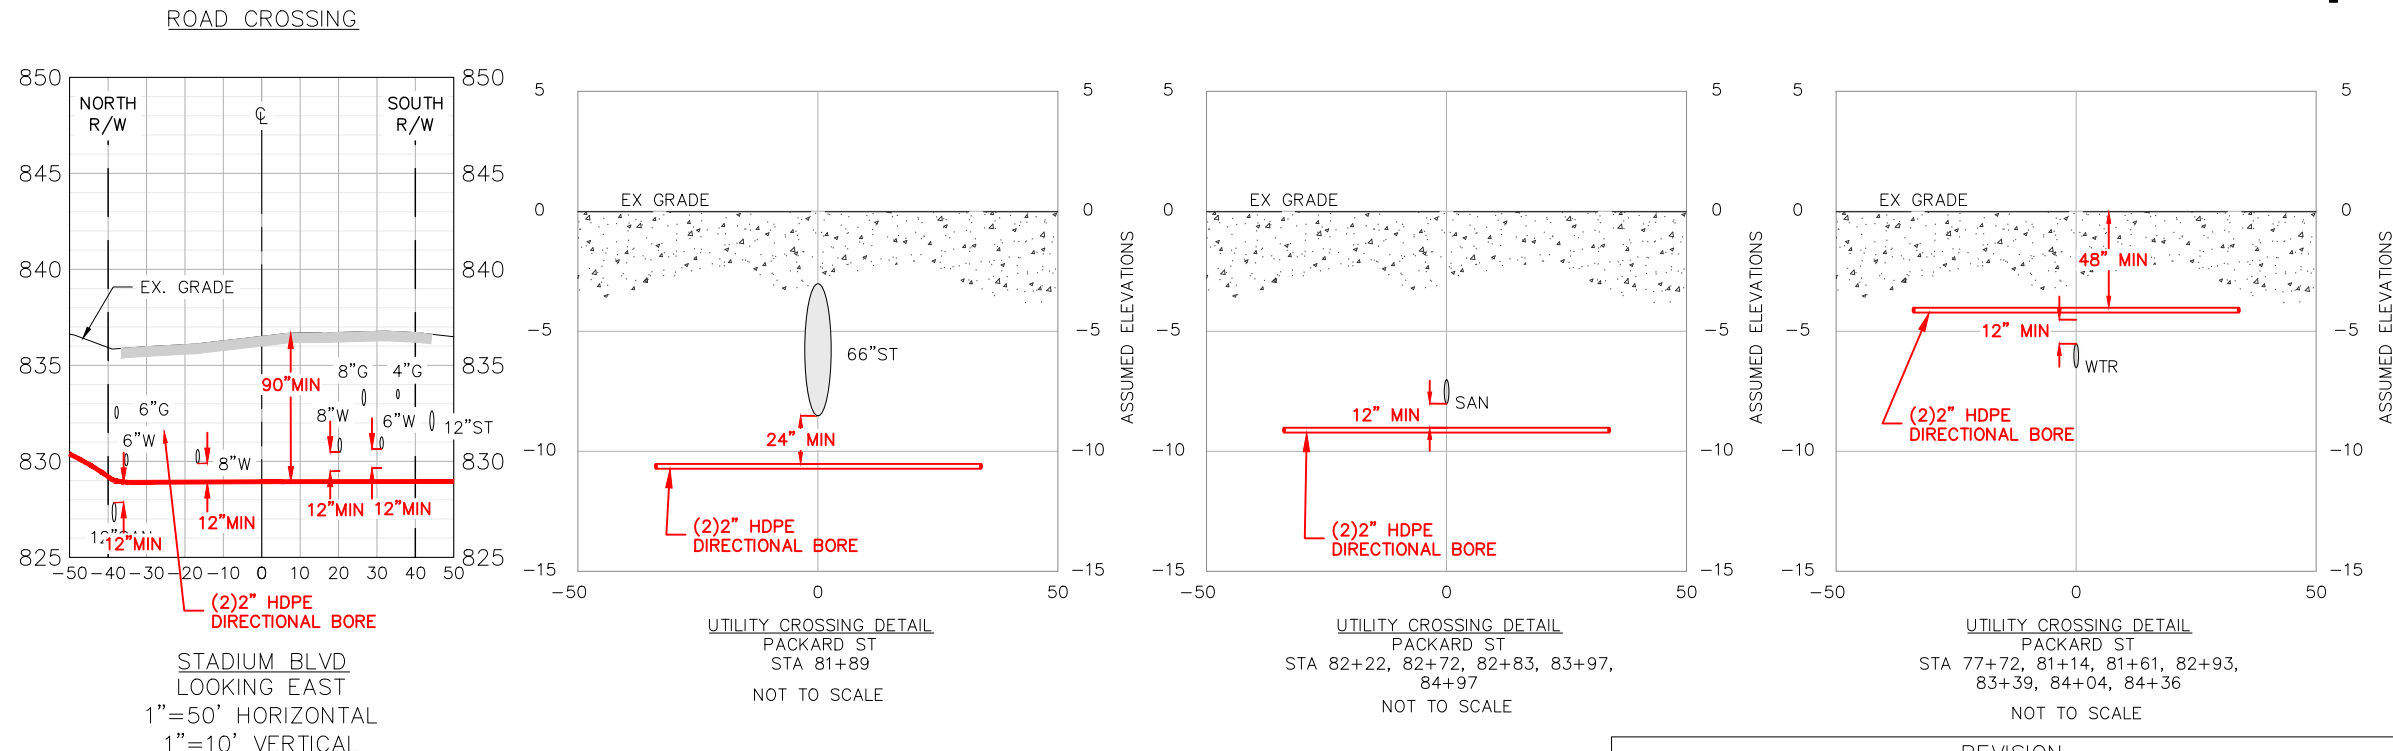 ROAD CROSSING
850
850
NORTH
R/W
℄
SOUTH
R/W
845
845
840
840
EX. GRADE
835
835
90"MIN
8"G
4"G
6"G
8"W
6"W
12"ST
6"W
8"W
830
830
12"MIN
12"MIN
12"MIN
12"MIN
825
825
-50 -40 -30 -20 -10 0 10 20 30 40 50
(2)2" HDPE
DIRECTIONAL BORE
STADIUM BLVD
LOOKING EAST
1"=50' HORIZONTAL
1"=10' VERTICAL
5
5
EX GRADE
0
0
-5
-5
66"ST
24" MIN
-10
-10
(2)2" HDPE
DIRECTIONAL BORE
-15
-15
-50 0 50
ASSUMED ELEVATIONS
UTILITY CROSSING DETAIL
PACKARD ST
STA 81+89
NOT TO SCALE
5
5
EX GRADE
0
0
-5
-5
SAN
12" MIN
-10
-10
(2)2" HDPE
DIRECTIONAL BORE
-15
-15
-50 0 50
ASSUMED ELEVATIONS
UTILITY CROSSING DETAIL
PACKARD ST
STA 82+22, 82+72, 82+83, 83+97,
84+97
NOT TO SCALE
5
5
EX GRADE
0
0
48" MIN
-5
-5
12" MIN
WTR
(2)2" HDPE
DIRECTIONAL BORE
-10
-10
-15
-15
-50 0 50
ASSUMED ELEVATIONS
UTILITY CROSSING DETAIL
PACKARD ST
STA 77+72, 81+14, 81+61, 82+93,
83+39, 84+04, 84+36
NOT TO SCALE
REVISION